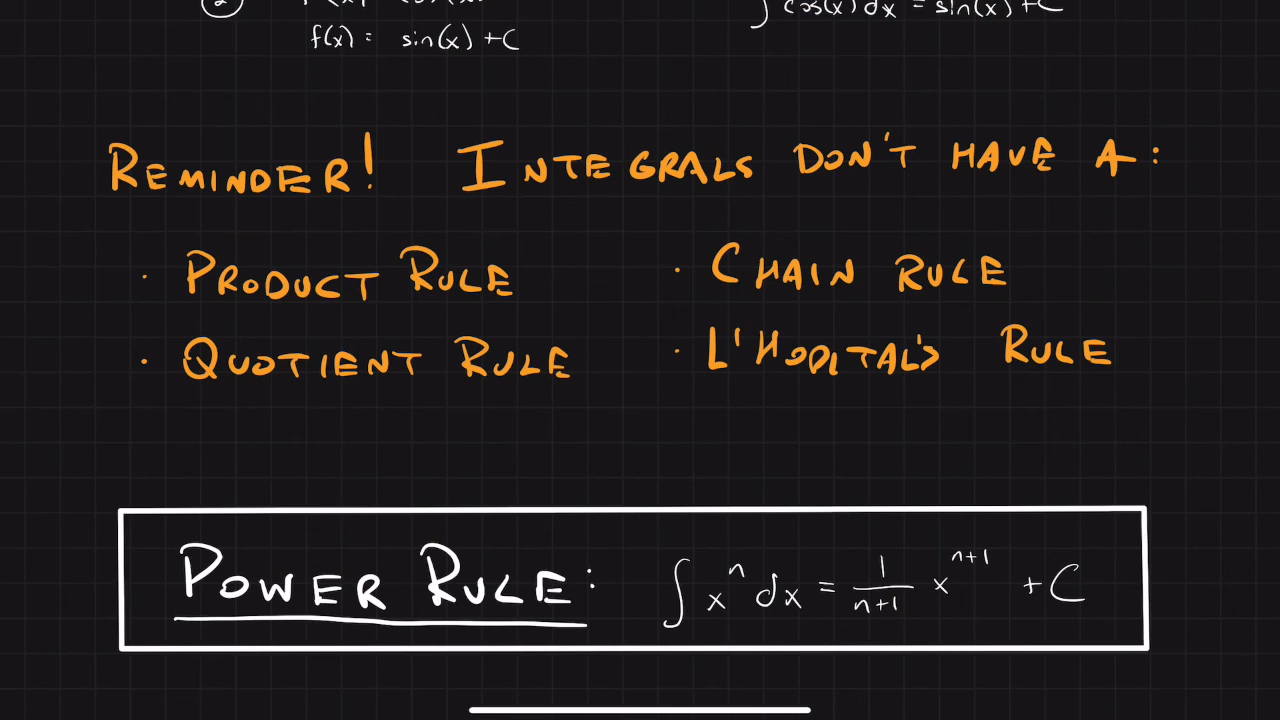 2
f(x) = sin(x) + C
∫ cos(x) dx = sin(x) + C
REMINDER! INTEGRALS DON'T HAVE A:
· PRODUCT RULE
· CHAIN RULE
· QUOTIENT RULE
· L'HOPITAL'S RULE
POWER RULE: ∫ x^n dx = 1/(n+1) x^(n+1) + C